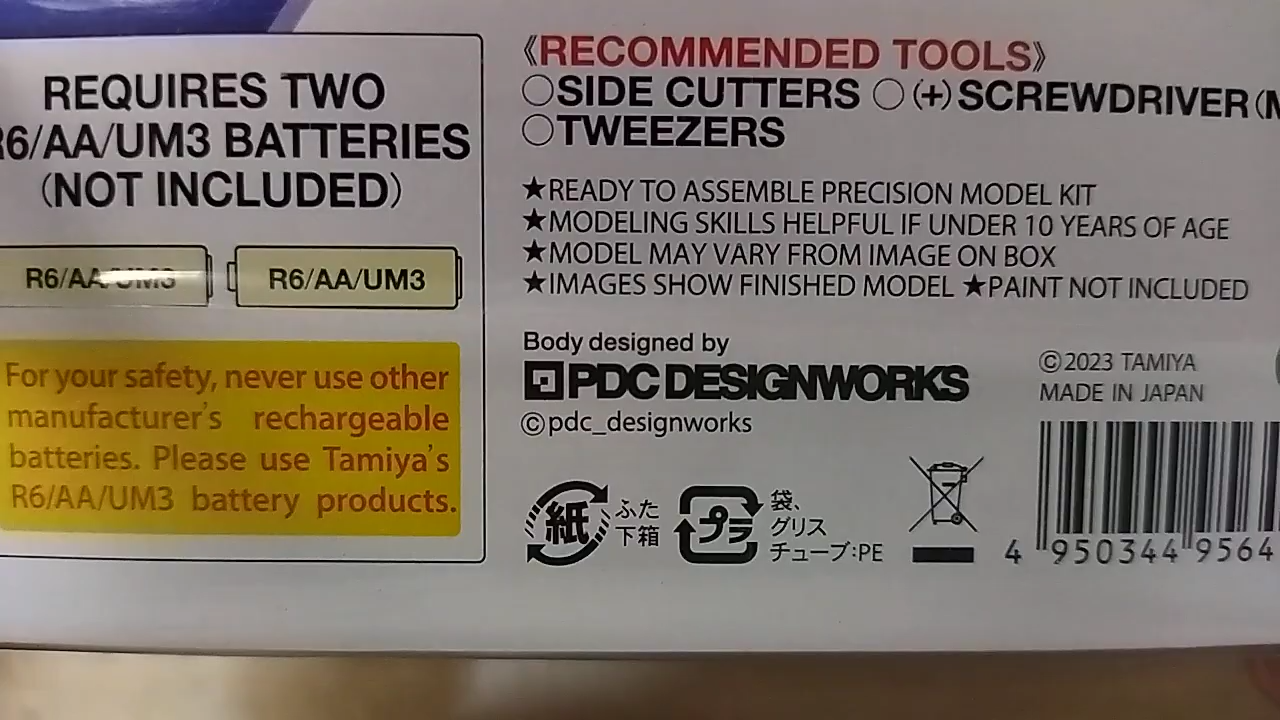 REQUIRES TWO
R6/AA/UM3 BATTERIES
(NOT INCLUDED)
R6/AA/UM3
R6/AA/UM3
For your safety, never use other
manufacturer's rechargeable
batteries. Please use Tamiya's
R6/AA/UM3 battery products.
《RECOMMENDED TOOLS》
○SIDE CUTTERS ○(+)SCREWDRIVER(M
○TWEEZERS
★READY TO ASSEMBLE PRECISION MODEL KIT
★MODELING SKILLS HELPFUL IF UNDER 10 YEARS OF AGE
★MODEL MAY VARY FROM IMAGE ON BOX
★IMAGES SHOW FINISHED MODEL ★PAINT NOT INCLUDED
Body designed by
PDC DESIGNWORKS
©pdc_designworks
©2023 TAMIYA
MADE IN JAPAN
紙
ふた
下箱
プラ
袋、
グリス
チューブ:PE
4 950344 9564